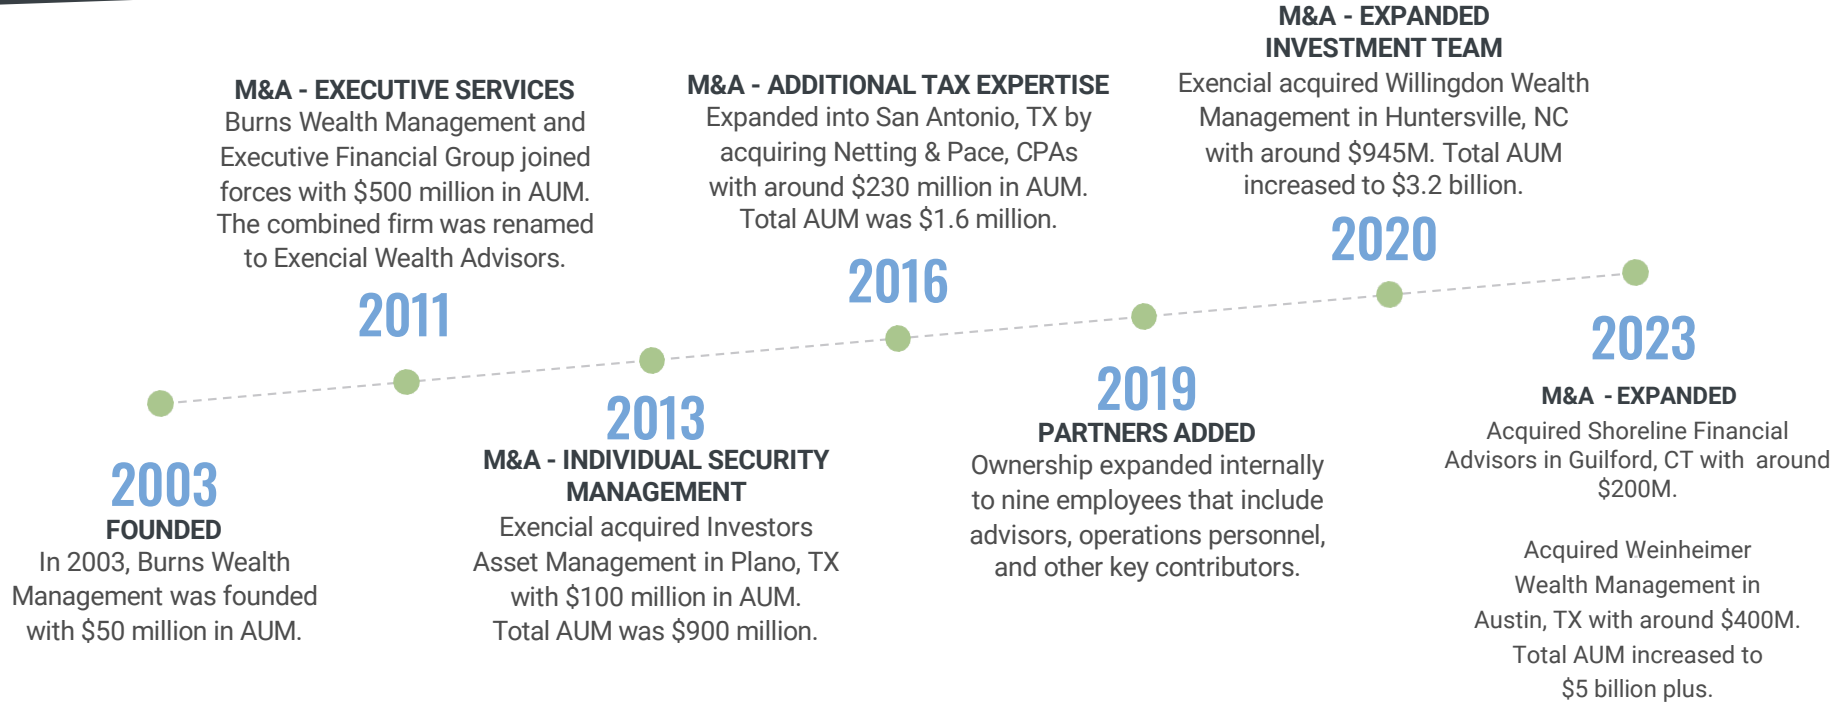 2003
FOUNDED
In 2003, Burns Wealth
Management was founded
with $50 million in AUM.
M&A - EXECUTIVE SERVICES
Burns Wealth Management and
Executive Financial Group joined
forces with $500 million in AUM.
The combined firm was renamed
to Exencial Wealth Advisors.
2011
2013
M&A - INDIVIDUAL SECURITY
MANAGEMENT
Exencial acquired Investors
Asset Management in Plano, TX
with $100 million in AUM.
Total AUM was $900 million.
M&A - ADDITIONAL TAX EXPERTISE
Expanded into San Antonio, TX by
acquiring Netting & Pace, CPAs
with around $230 million in AUM.
Total AUM was $1.6 million.
2016
2019
PARTNERS ADDED
Ownership expanded internally
to nine employees that include
advisors, operations personnel,
and other key contributors.
M&A - EXPANDED
INVESTMENT TEAM
Exencial acquired Willingdon Wealth
Management in Huntersville, NC
with around $945M. Total AUM
increased to $3.2 billion.
2020
2023
M&A - EXPANDED
Acquired Shoreline Financial
Advisors in Guilford, CT with around
$200M.
Acquired Weinheimer
Wealth Management in
Austin, TX with around $400M.
Total AUM increased to
$5 billion plus.